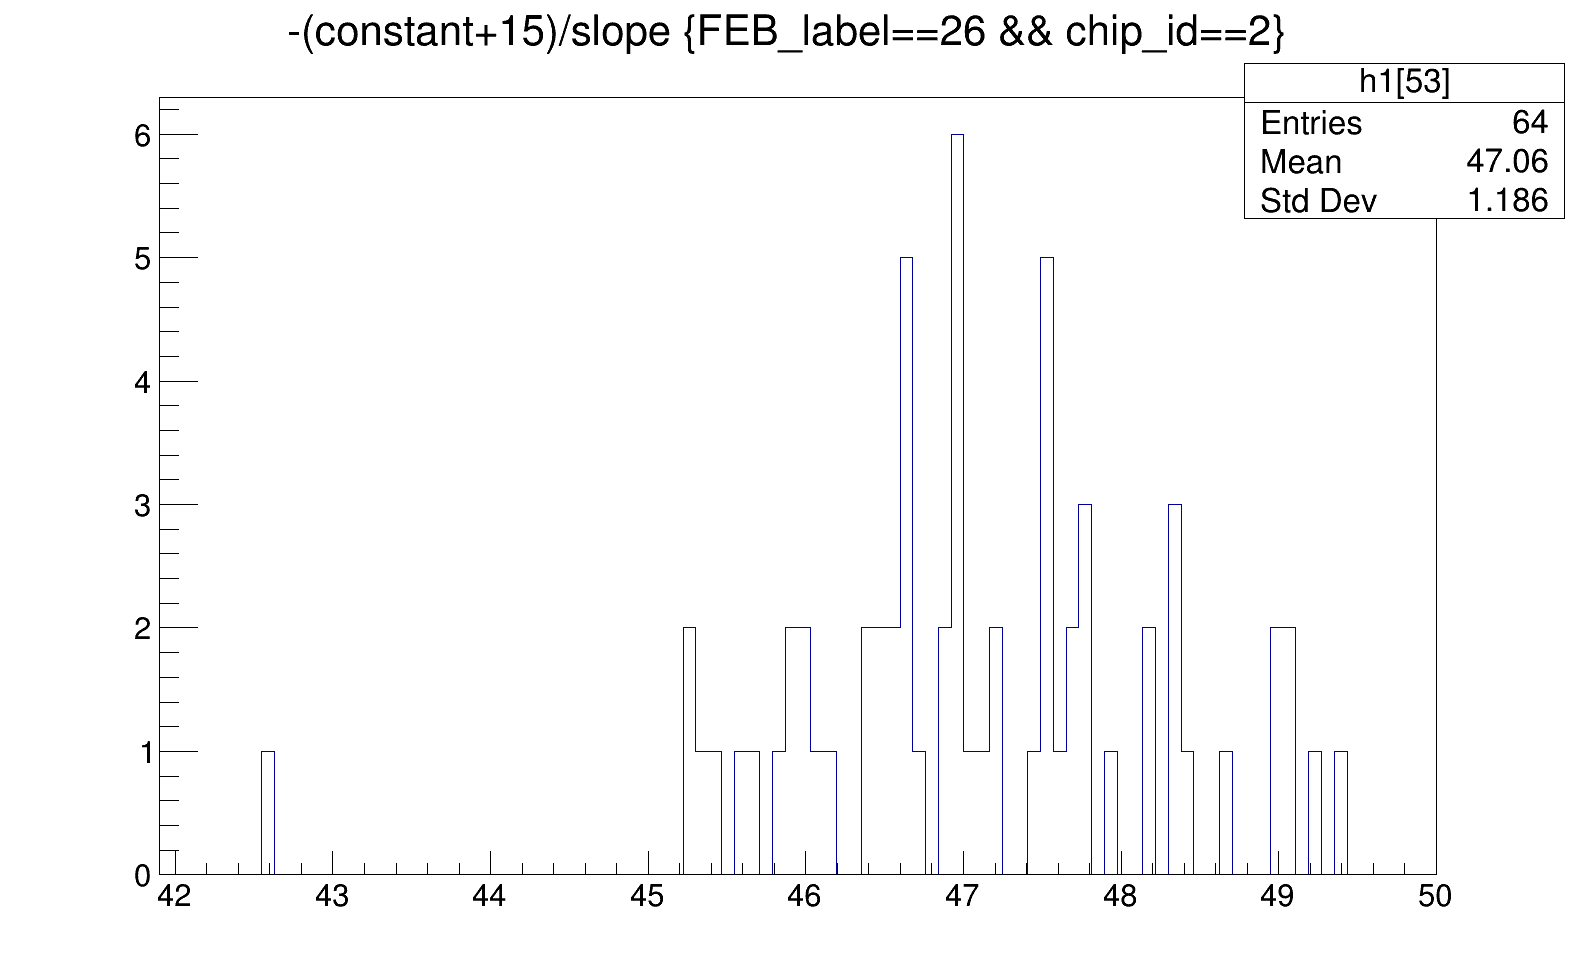 -(constant+15)/slope {FEB_label==26 && chip_id==2}
h1[53]
Entries 64
Mean 47.06
Std Dev 1.186
6
5
4
3
2
1
0
42 43 44 45 46 47 48 49 50